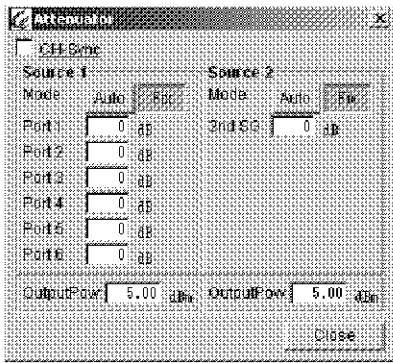 Attenuator
CH-Sync
Source 1
Mode Auto Fix
Port 1 0 dB
Port 2 0 dB
Port 3 0 dB
Port 4 0 dB
Port 5 0 dB
Port 6 0 dB
OutputPowr 5.00 dBm
Source 2
Mode Auto Fix
2nd SG 0 dB
OutputPowr 5.00 dBm
Close